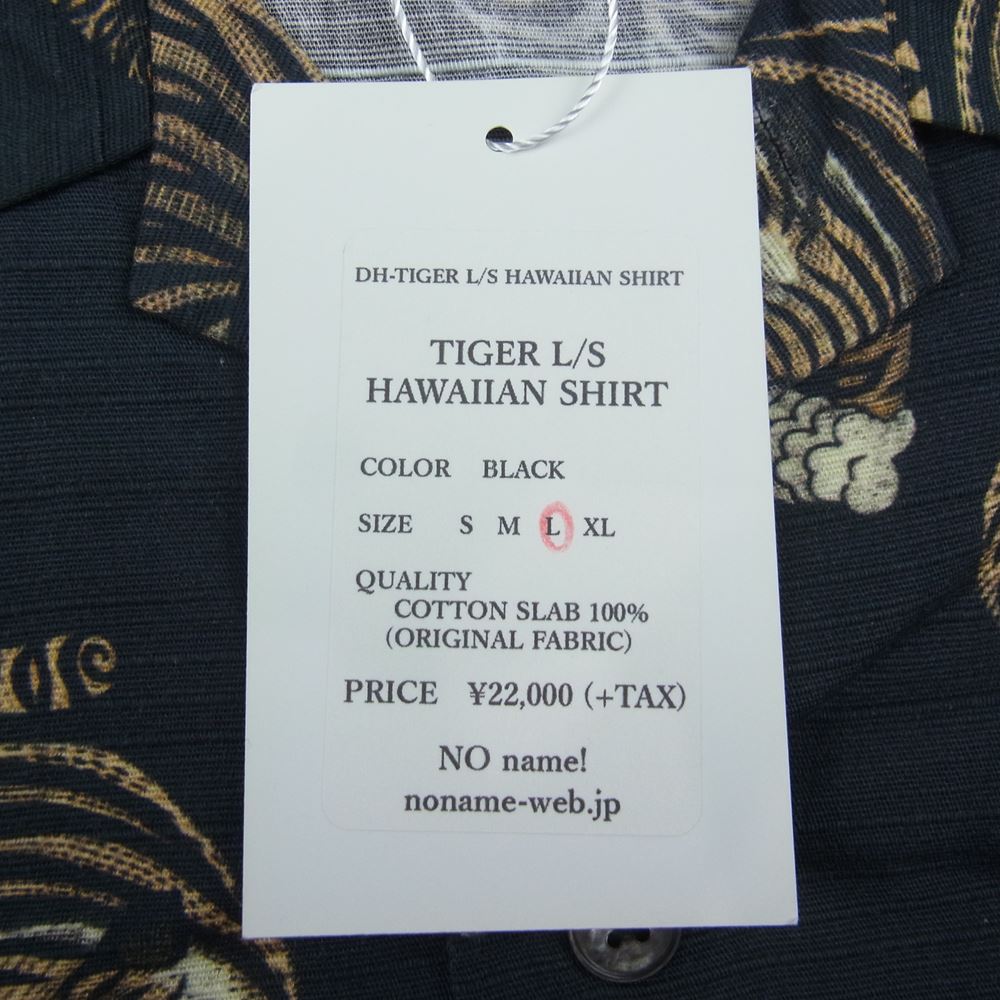 DH-TIGER L/S HAWAIIAN SHIRT
TIGER L/S
HAWAIIAN SHIRT
COLOR BLACK
SIZE S M L XL
QUALITY
COTTON SLAB 100%
(ORIGINAL FABRIC)
PRICE ¥22,000 (+TAX)
NO name!
noname-web.jp